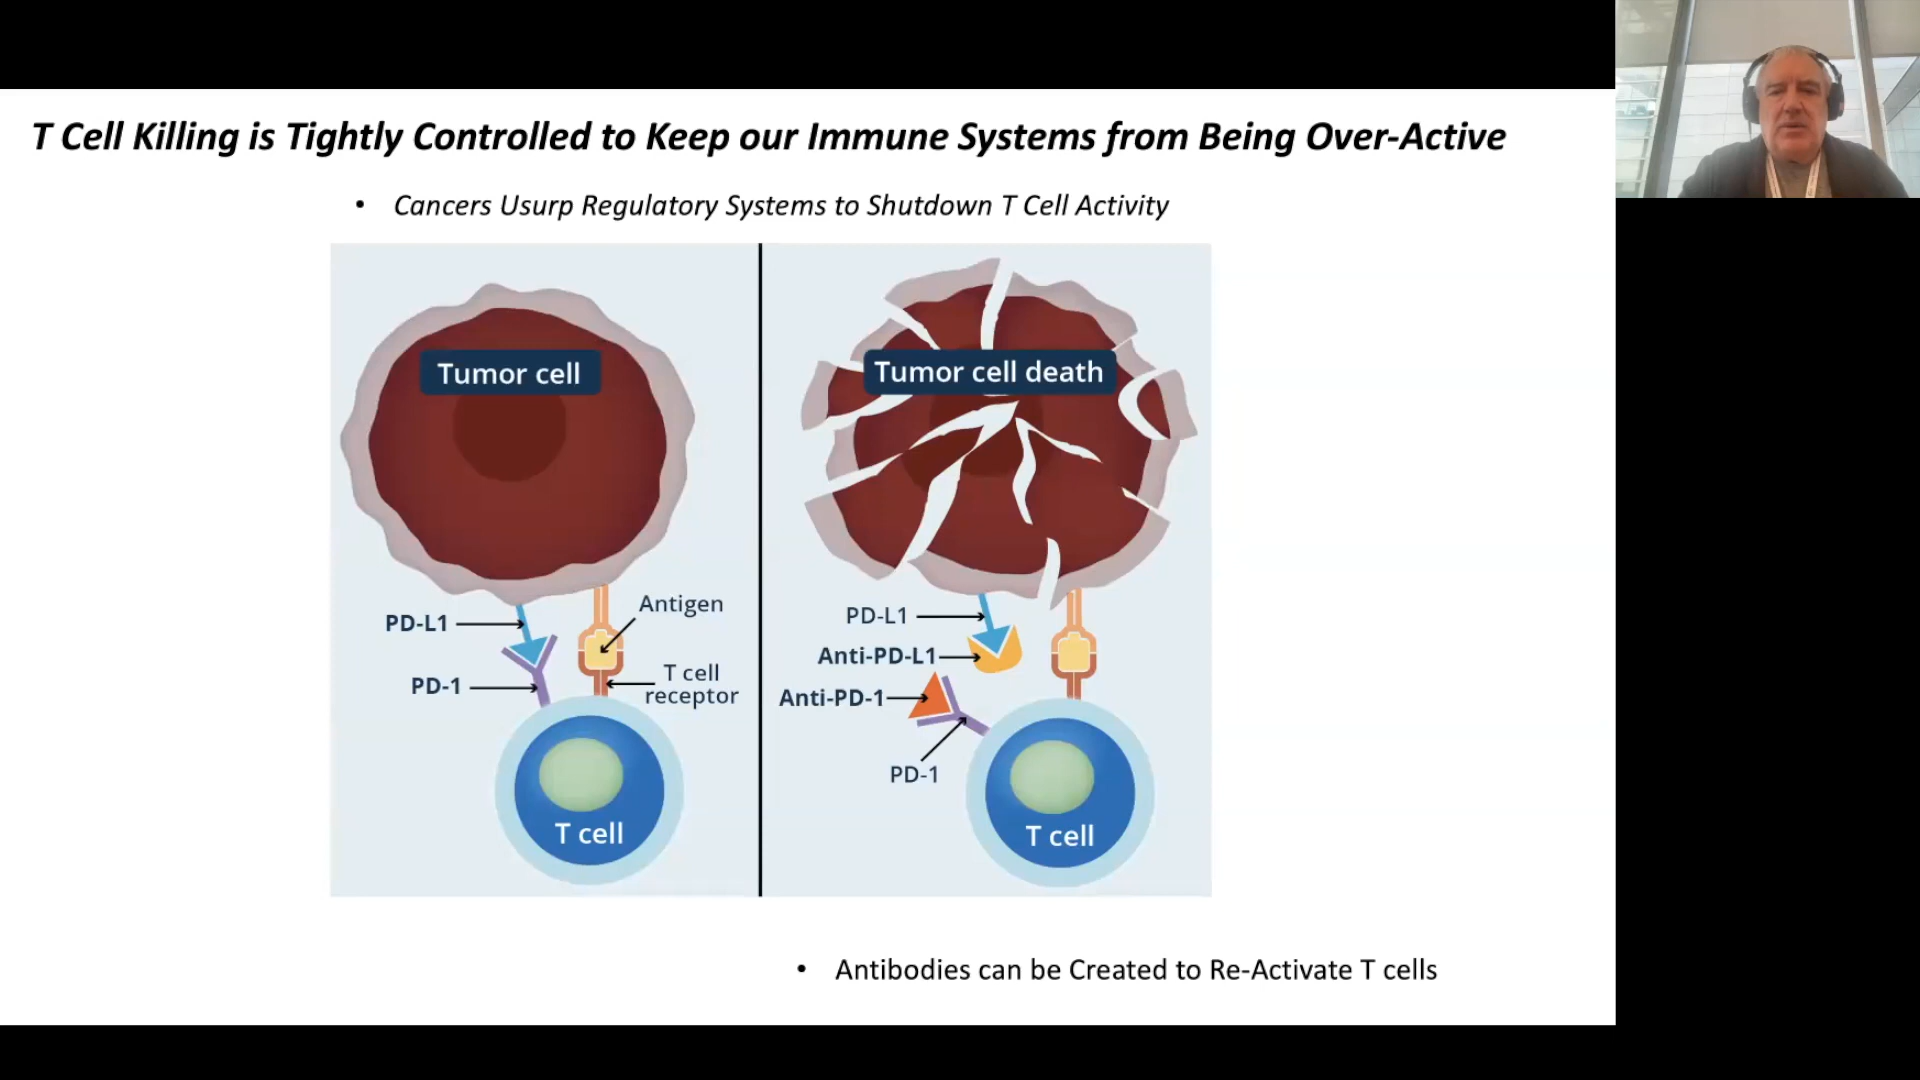 T Cell Killing is Tightly Controlled to Keep our Immune Systems from Being Over-Active
• Cancers Usurp Regulatory Systems to Shutdown T Cell Activity
Tumor cell
PD-L1
Antigen
PD-1
T cell
receptor
T cell
Tumor cell death
PD-L1
Anti-PD-L1
Anti-PD-1
PD-1
T cell
• Antibodies can be Created to Re-Activate T cells